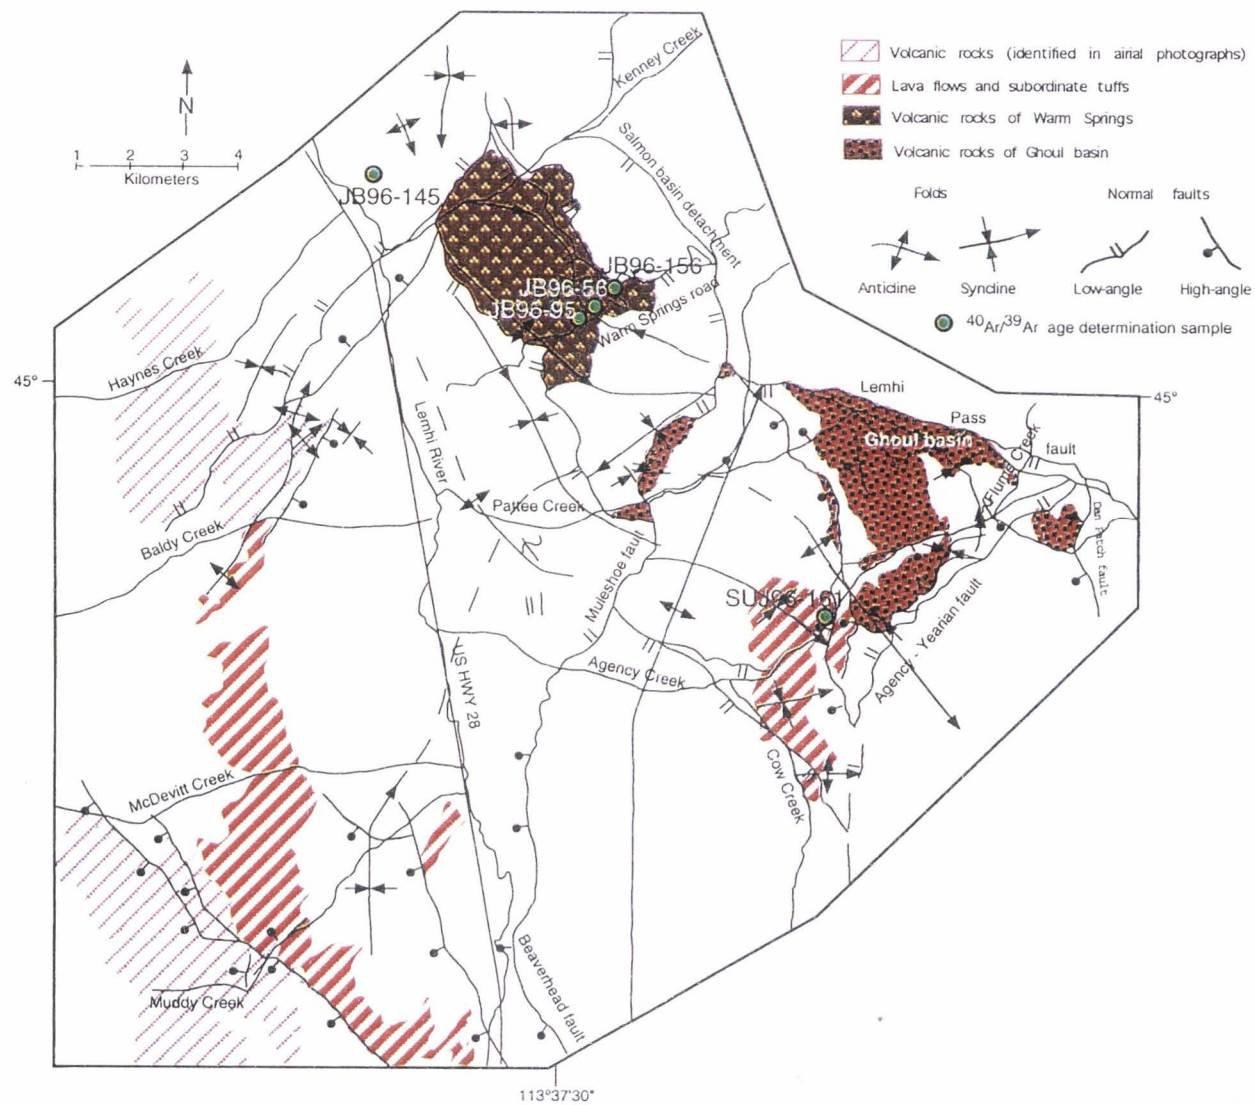 Volcanic rocks (identified in airial photographs)
Lava flows and subordinate tuffs
Volcanic rocks of Warm Springs
Volcanic rocks of Ghoul basin
Folds
Normal faults
Anticline
Syncline
Low-angle
High-angle
40Ar/39Ar age determination sample
N
1 2 3 4
Kilometers
Kenney Creek
Salmon basin detachment
JB96-145
JB96-156
JB96-56
JB96-95
Warm Springs road
Haynes Creek
45°
45°
Lemhi
Pass
fault
Ghoul basin
Flume Creek
Dan Patch fault
Lemhi River
Pattee Creek
Baldy Creek
Muleshoe fault
SUJ96-161
Agency - Yearian fault
Agency Creek
US HWY 28
Cow Creek
McDevitt Creek
Beaverhead fault
Muddy Creek
113°37'30"